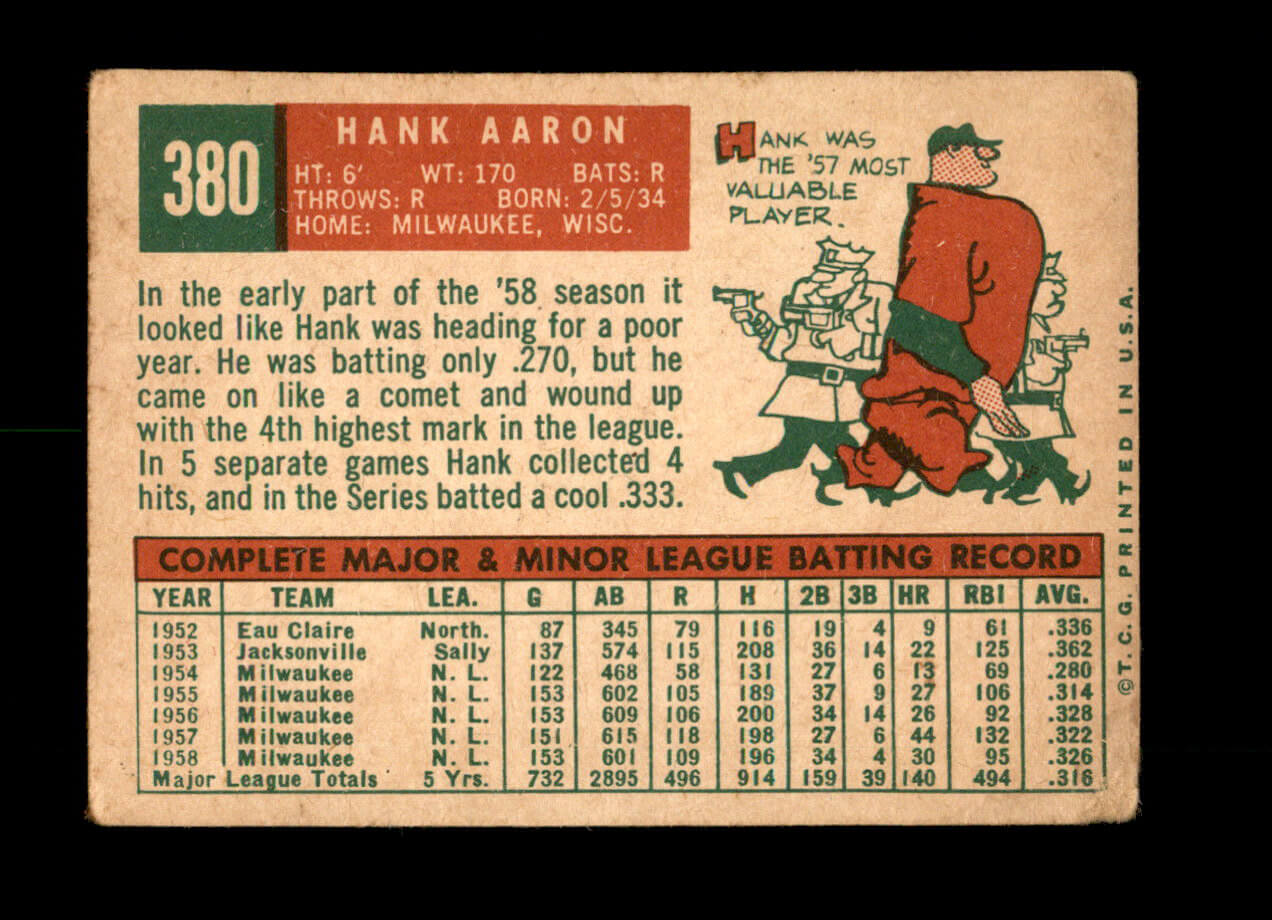 380
HANK AARON
HT: 6' WT: 170 BATS: R
THROWS: R BORN: 2/5/34
HOME: MILWAUKEE, WISC.
HANK WAS
THE '57 MOST
VALUABLE
PLAYER.
In the early part of the '58 season it
looked like Hank was heading for a poor
year. He was batting only .270, but he
came on like a comet and wound up
with the 4th highest mark in the league.
In 5 separate games Hank collected 4
hits, and in the Series batted a cool .333.
COMPLETE MAJOR & MINOR LEAGUE BATTING RECORD
YEAR TEAM LEA. G AB R H 2B 3B HR RBI AVG.
1952 Eau Claire North. 87 345 79 116 19 4 9 61 .336
1953 Jacksonville Sally 137 574 115 208 36 14 22 125 .362
1954 Milwaukee N. L. 122 468 58 131 27 6 13 69 .280
1955 Milwaukee N. L. 153 602 105 189 37 9 27 106 .314
1956 Milwaukee N. L. 153 609 106 200 34 14 26 92 .328
1957 Milwaukee N. L. 151 615 118 198 27 6 44 132 .322
1958 Milwaukee N. L. 153 601 109 196 34 4 30 95 .326
Major League Totals 5 Yrs. 732 2895 496 914 159 39 140 494 .316
©T. C. G. PRINTED IN U.S.A.